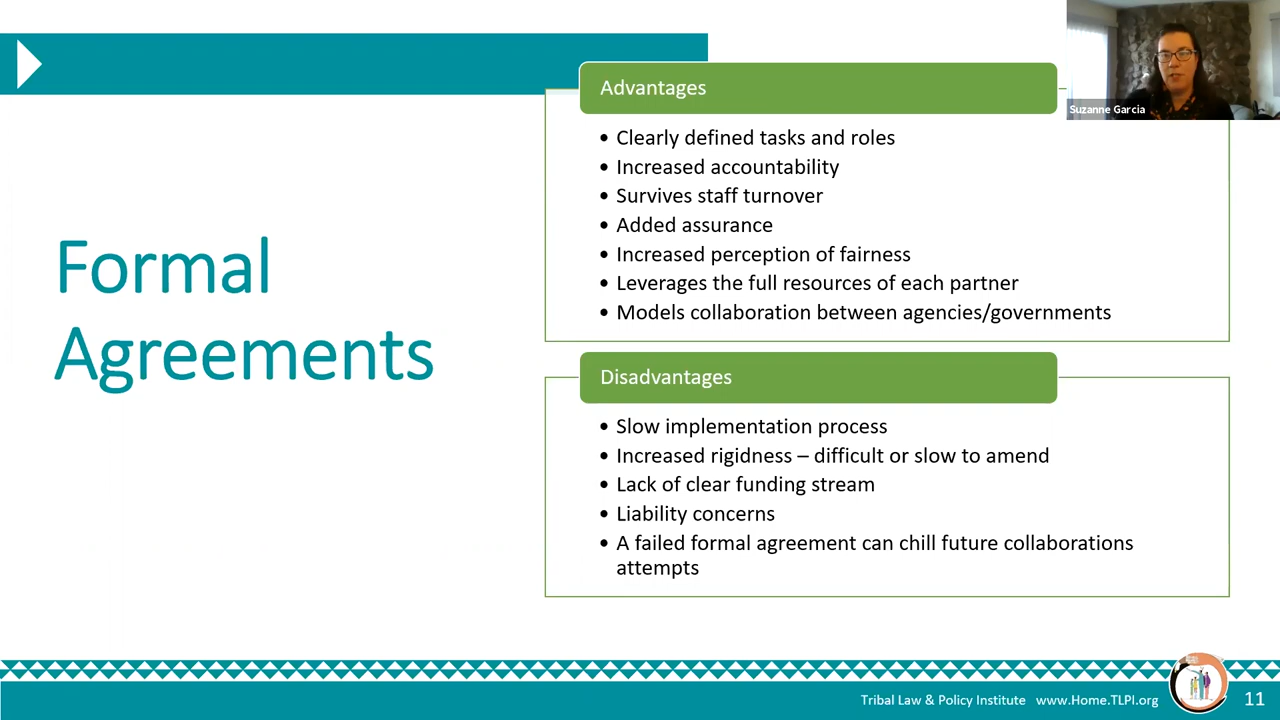 Formal
Agreements
Advantages
• Clearly defined tasks and roles
• Increased accountability
• Survives staff turnover
• Added assurance
• Increased perception of fairness
• Leverages the full resources of each partner
• Models collaboration between agencies/governments
Disadvantages
• Slow implementation process
• Increased rigidness – difficult or slow to amend
• Lack of clear funding stream
• Liability concerns
• A failed formal agreement can chill future collaborations
attempts
Suzanne Garcia
Tribal Law & Policy Institute www.Home.TLPI.org
11